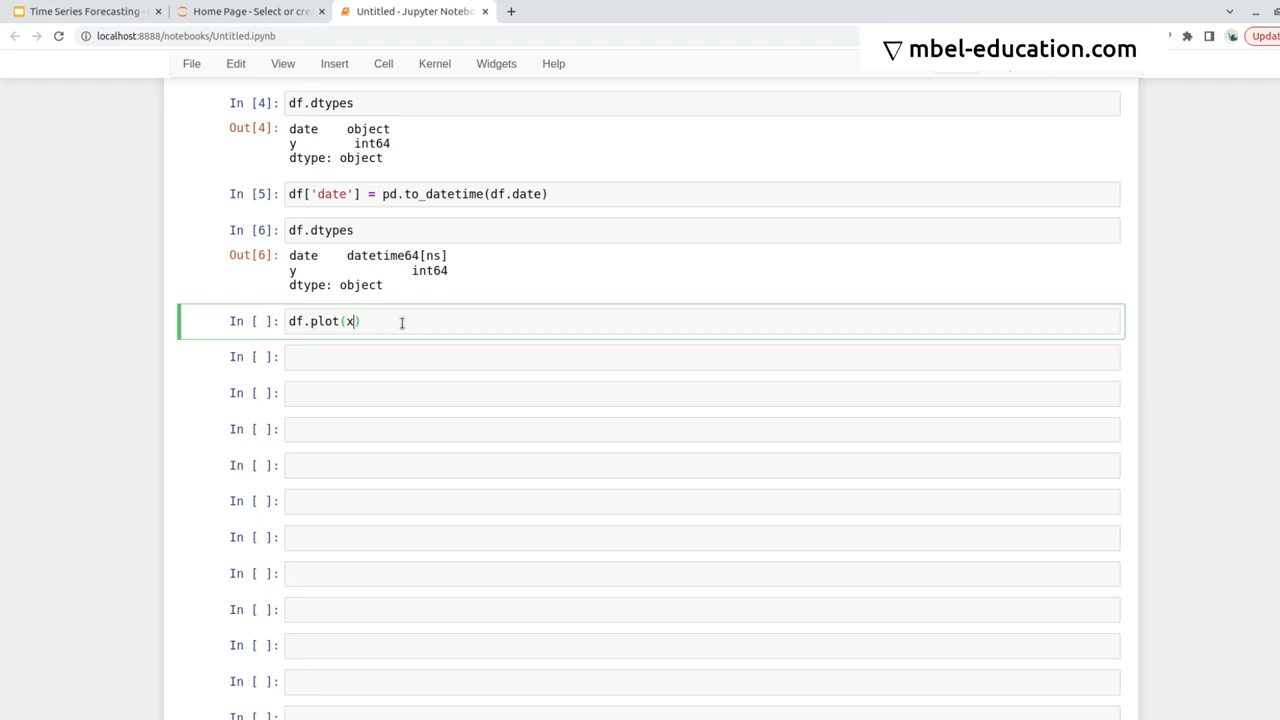 Time Series Forecasting -
Home Page - Select or cre
Untitled - Jupyter Notebo
localhost:8888/notebooks/Untitled.ipynb
Updat
mbel-education.com
File Edit View Insert Cell Kernel Widgets Help
In [4]: df.dtypes
Out[4]: date object
y int64
dtype: object
In [5]: df['date'] = pd.to_datetime(df.date)
In [6]: df.dtypes
Out[6]: date datetime64[ns]
y int64
dtype: object
In [ ]: df.plot(x)
In [ ]:
In [ ]:
In [ ]:
In [ ]:
In [ ]:
In [ ]:
In [ ]:
In [ ]:
In [ ]:
In [ ]: